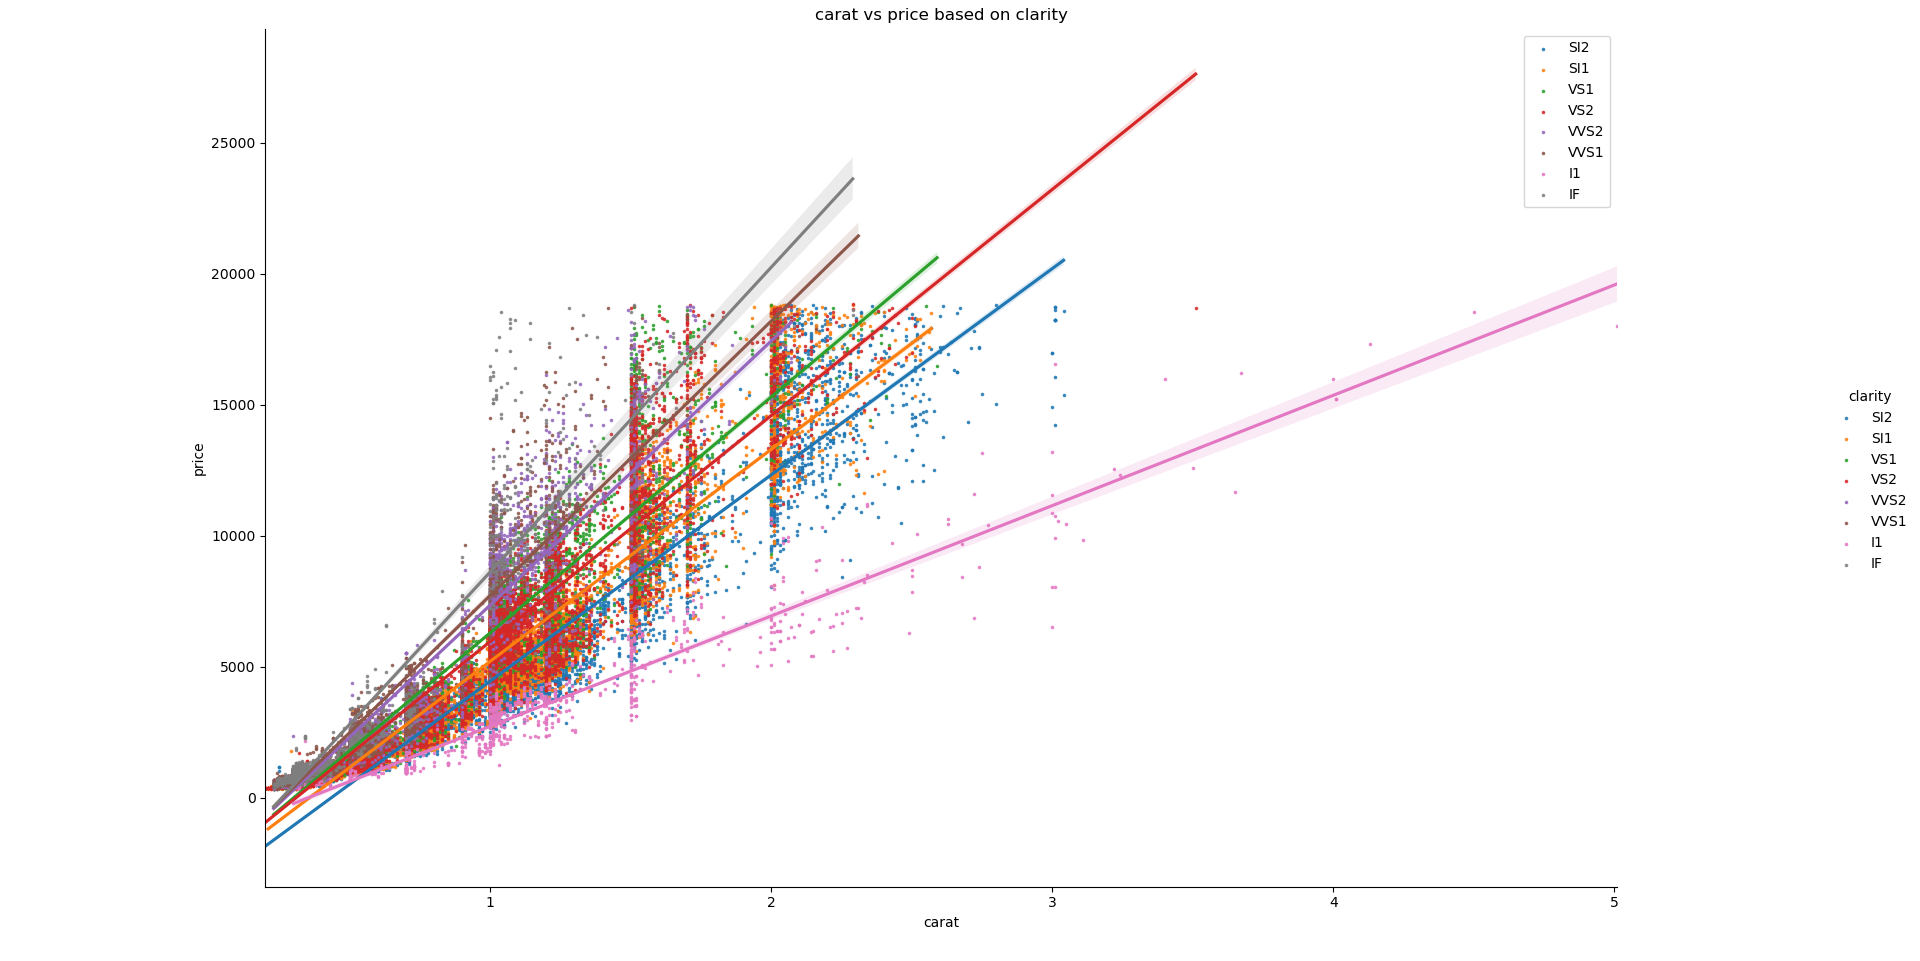 carat vs price based on clarity
SI2
SI1
VS1
VS2
VVS2
VVS1
I1
IF
25000
20000
15000
10000
5000
0
price
1
2
3
4
5
carat
clarity
SI2
SI1
VS1
VS2
VVS2
VVS1
I1
IF